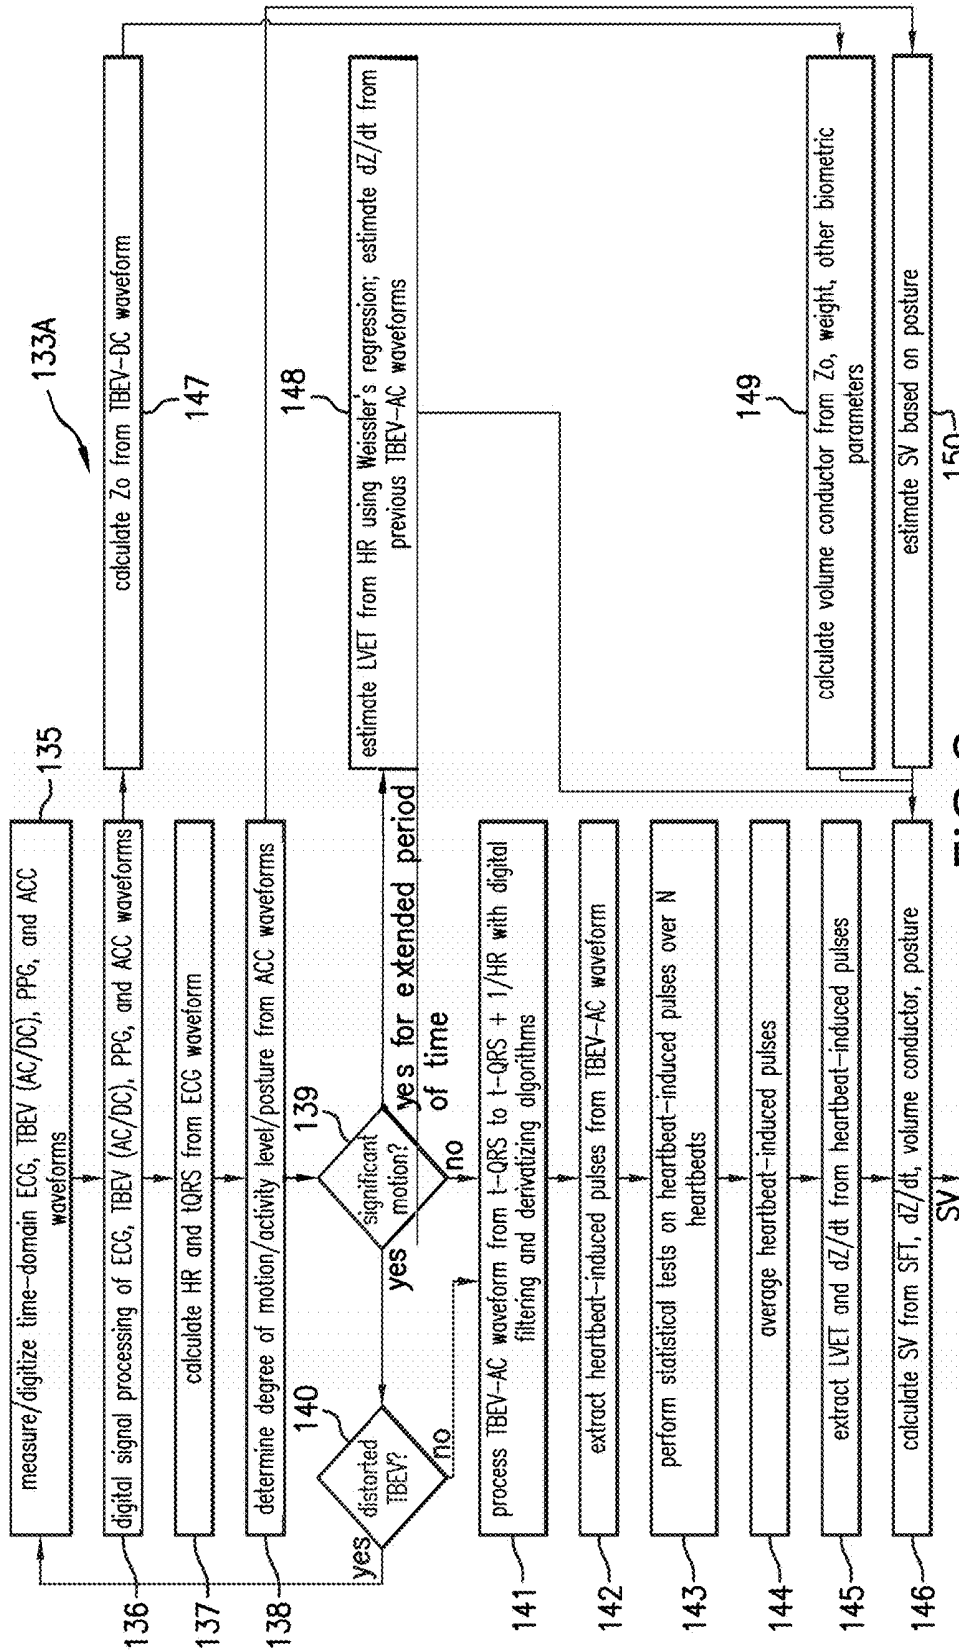 133A
measure/digitize time-domain ECG, TBEV (AC/DC), PPG, and ACC
waveforms
135
digital signal processing of ECG, TBEV (AC/DC), PPG, and ACC waveforms
136
calculate Zo from TBEV-DC waveform
147
calculate HR and tQRS from ECG waveform
137
determine degree of motion/activity level/posture from ACC waveforms
138
significant
motion?
139
yes
no
yes for extended period
of time
estimate LVET from HR using Weissler's regression; estimate dZ/dt from
previous TBEV-AC waveforms
148
distorted
TBEV?
140
yes
no
process TBEV-AC waveform from t-QRS to t-QRS + 1/HR with digital
filtering and derivatizing algorithms
141
extract heartbeat-induced pulses from TBEV-AC waveform
142
perform statistical tests on heartbeat-induced pulses over N
heartbeats
143
average heartbeat-induced pulses
144
extract LVET and dZ/dt from heartbeat-induced pulses
145
calculate volume conductor from Zo, weight, other biometric
parameters
149
calculate SV from SFT, dZ/dt, volume conductor, posture
146
estimate SV based on posture
150
SV